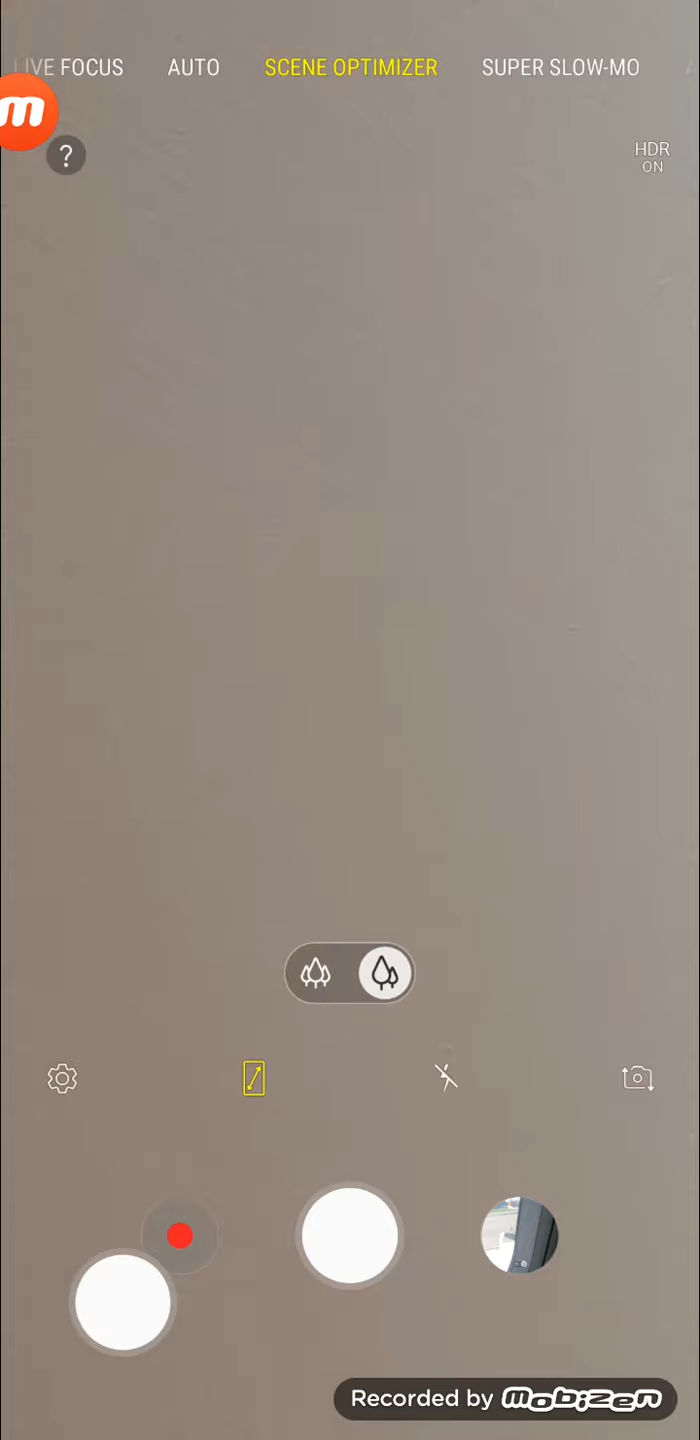 LIVE FOCUS AUTO SCENE OPTIMIZER SUPER SLOW-MO
m
?
HDR
ON
Recorded by mobizen